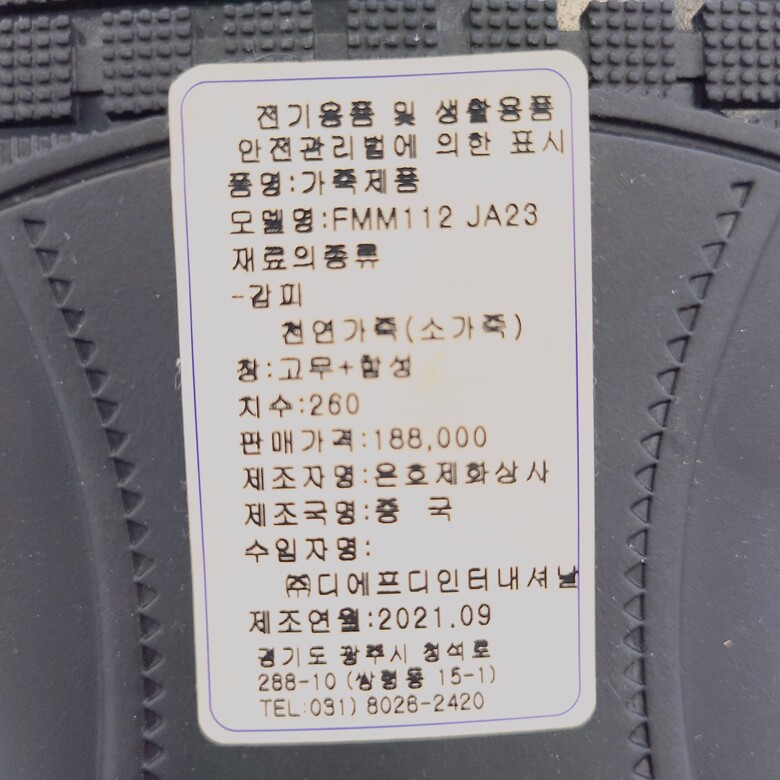 전기용품 및 생활용품
안전관리법에 의한 표시
품명:가죽제품
모델명:FMM112 JA23
재료의종류
-갑피
천연가죽(소가죽)
창:고무+합성
치수:260
판매가격:188,000
제조자명:은호제화상사
제조국명:중 국
수입자명:
㈜디에프디인터내셔날
제조연월:2021.09
경기도 광주시 청석로
288-10 (쌍령동 15-1)
TEL:031) 8026-2420